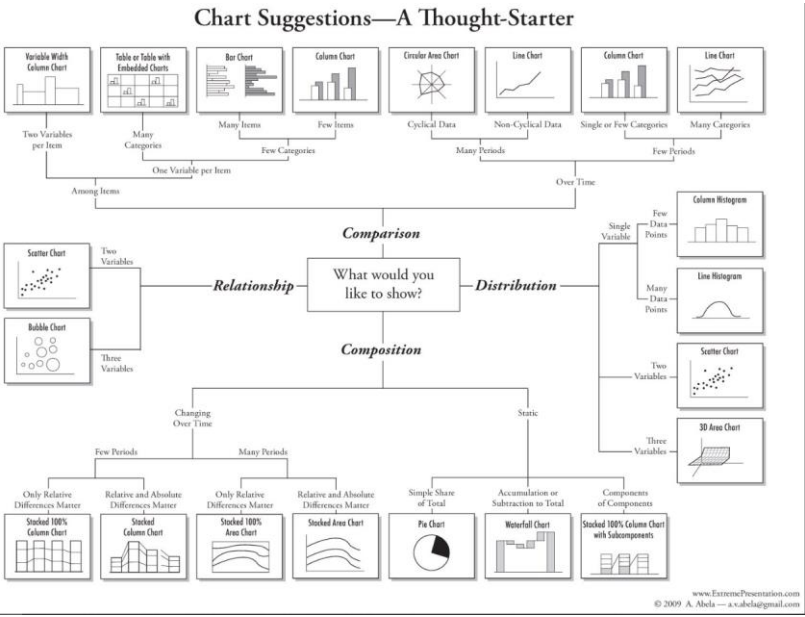 Chart Suggestions—A Thought-Starter
Variable Width
Column Chart
Table or Table with
Embedded Charts
Bar Chart
Column Chart
Circular Area Chart
Line Chart
Column Chart
Line Chart
Two Variables
per Item
Many
Categories
Many Items
Few Items
Cyclical Data
Non-Cyclical Data
Single or Few Categories
Many Categories
Few Categories
Many Periods
Few Periods
One Variable per Item
Among Items
Over Time
Comparison
What would you
like to show?
Relationship
Scatter Chart
Two
Variables
Bubble Chart
Three
Variables
Distribution
Single
Variable
Few
Data
Points
Column Histogram
Many
Data
Points
Line Histogram
Two
Variables
Scatter Chart
Three
Variables
3D Area Chart
Composition
Changing
Over Time
Static
Few Periods
Many Periods
Only Relative
Differences Matter
Relative and Absolute
Differences Matter
Only Relative
Differences Matter
Relative and Absolute
Differences Matter
Simple Share
of Total
Accumulation or
Subtraction to Total
Components
of Components
Stacked 100%
Column Chart
Stacked
Column Chart
Stacked 100%
Area Chart
Stacked Area Chart
Pie Chart
Waterfall Chart
Stacked 100% Column Chart
with Subcomponents
www.ExtremePresentation.com
© 2009 A. Abela — a.v.abela@gmail.com